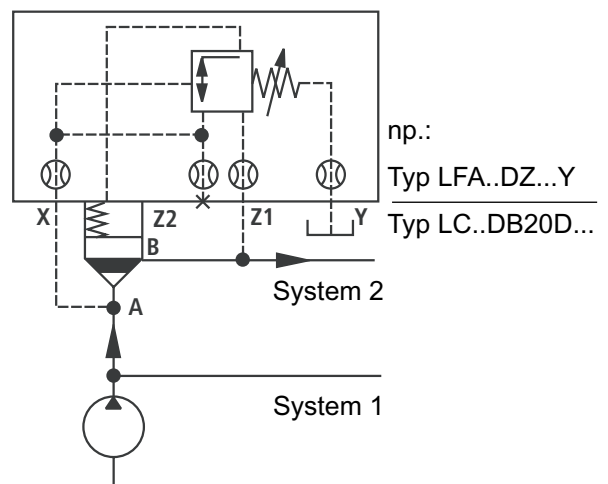 np.:
Typ LFA..DZ...Y
X Z2 Z1 Y
Typ LC..DB20D...
B
System 2
A
System 1